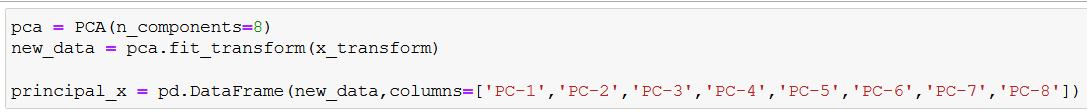 pca = PCA(n_components=8)
new_data = pca.fit_transform(x_transform)
principal_x = pd.DataFrame(new_data,columns=['PC-1','PC-2','PC-3','PC-4','PC-5','PC-6','PC-7','PC-8'])